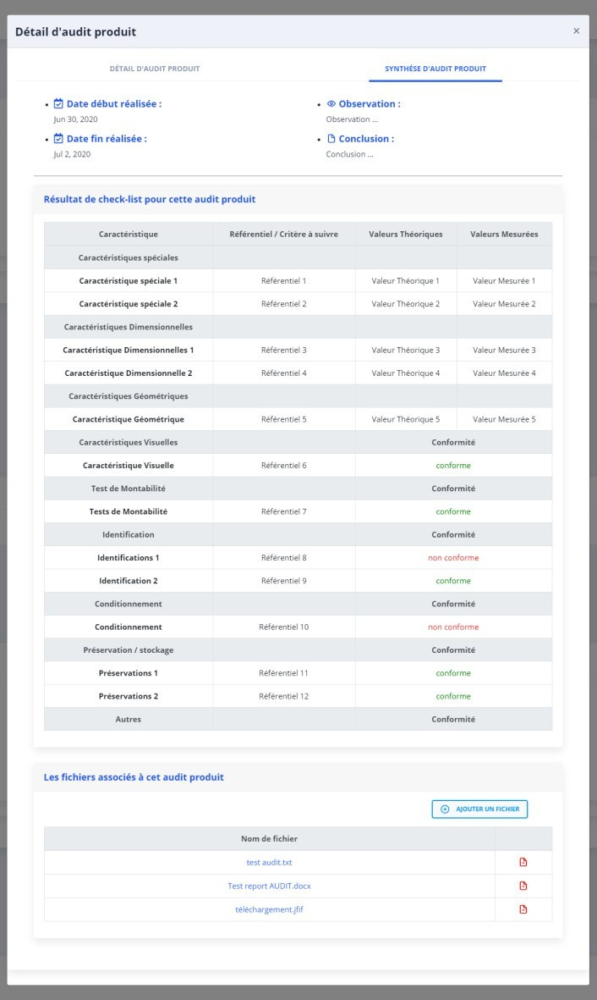 Détail d'audit produit ×
DÉTAIL D'AUDIT PRODUIT SYNTHÉSE D'AUDIT PRODUIT
Date début réalisée :
Jun 30, 2020
Date fin réalisée :
Jul 2, 2020
Observation :
Observation ...
Conclusion :
Conclusion ...
Résultat de check-list pour cette audit produit
Caractéristique Référentiel / Critère à suivre Valeurs Théoriques Valeurs Mesurées
Caractéristiques spéciales
Caractéristique spéciale 1 Référentiel 1 Valeur Théorique 1 Valeur Mesurée 1
Caractéristique spéciale 2 Référentiel 2 Valeur Théorique 2 Valeur Mesurée 2
Caractéristiques Dimensionnelles
Caractéristique Dimensionnelles 1 Référentiel 3 Valeur Théorique 3 Valeur Mesurée 3
Caractéristique Dimensionnelle 2 Référentiel 4 Valeur Théorique 4 Valeur Mesurée 4
Caractéristiques Géométriques
Caractéristique Géométrique Référentiel 5 Valeur Théorique 5 Valeur Mesurée 5
Caractéristiques Visuelles Conformité
Caractéristique Visuelle Référentiel 6 conforme
Test de Montabilité Conformité
Tests de Montabilité Référentiel 7 conforme
Identification Conformité
Identifications 1 Référentiel 8 non conforme
Identification 2 Référentiel 9 conforme
Conditionnement Conformité
Conditionnement Référentiel 10 non conforme
Préservation / stockage Conformité
Préservations 1 Référentiel 11 conforme
Préservations 2 Référentiel 12 conforme
Autres Conformité
Les fichiers associés à cet audit produit
AJOUTER UN FICHIER
Nom de fichier
test audit.txt
Test report AUDIT.docx
téléchargement.jfif